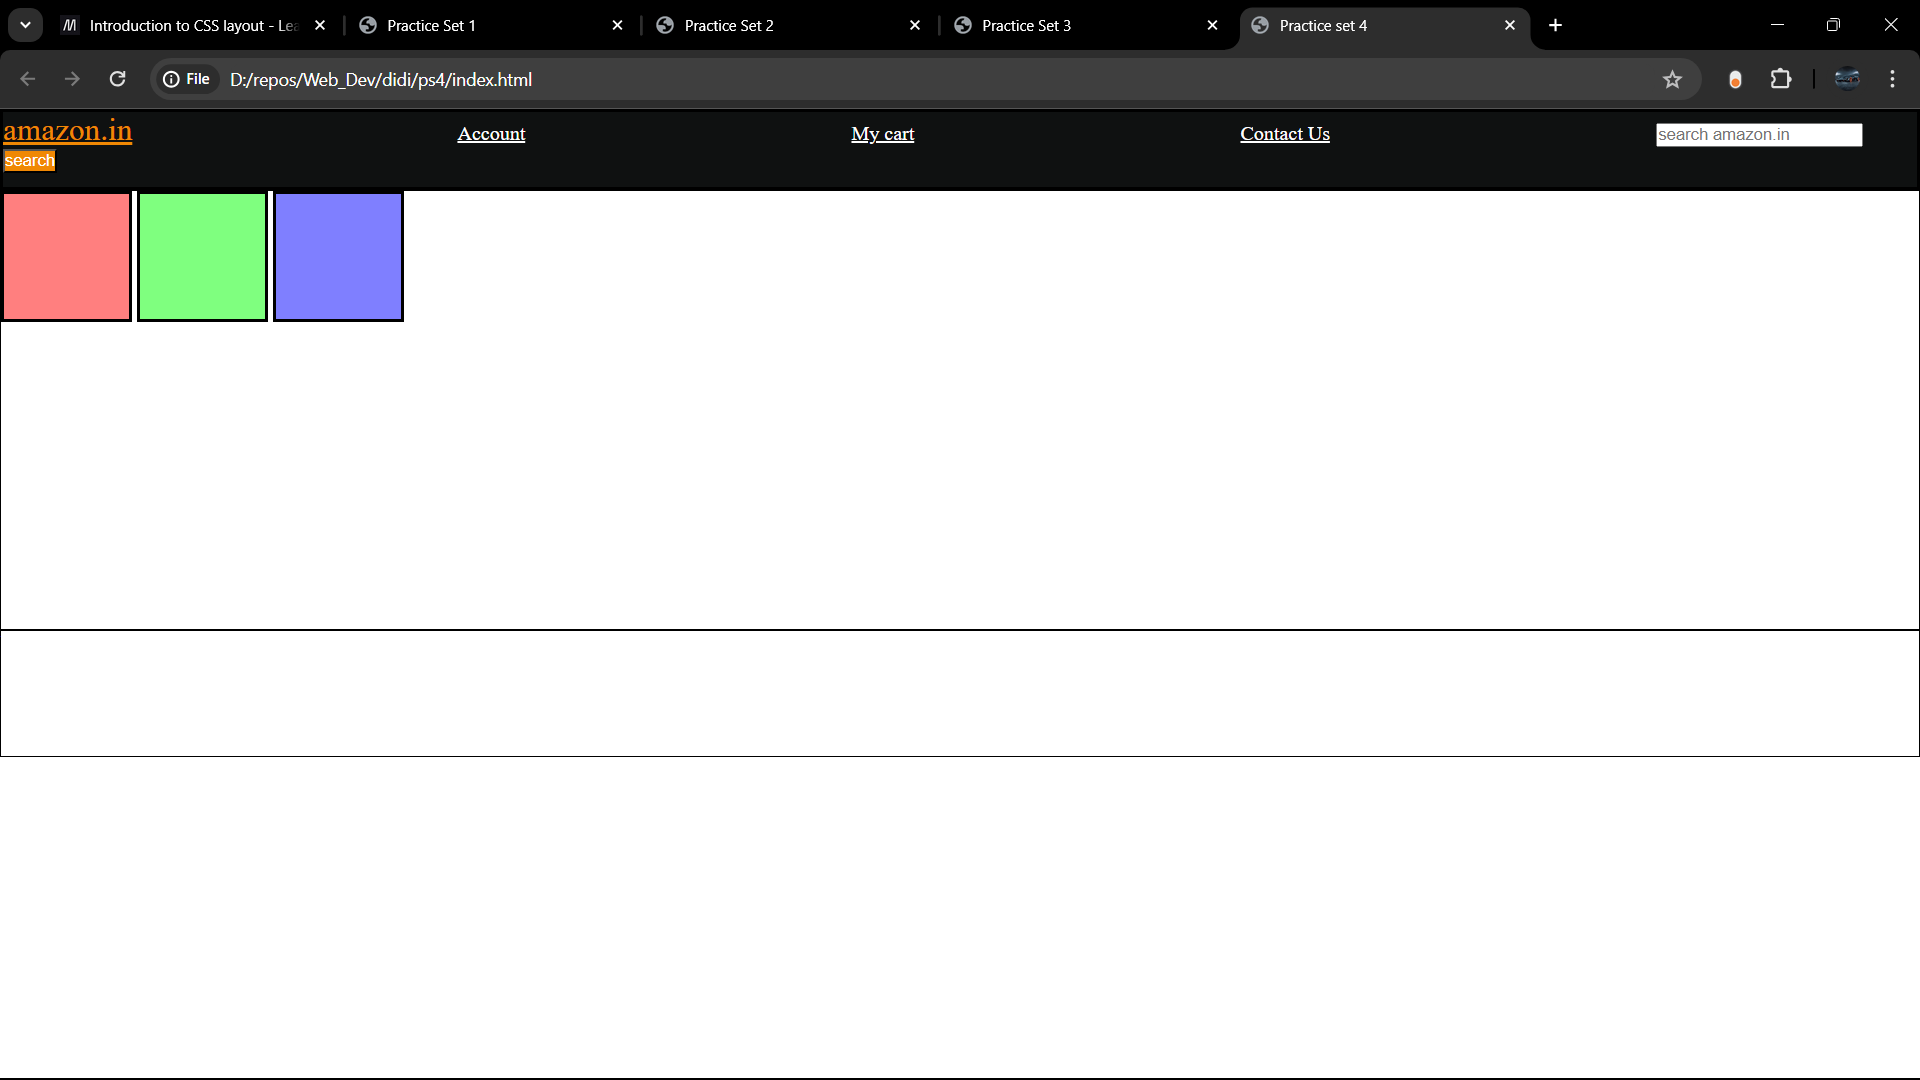 Introduction to CSS layout - Lea
Practice Set 1
Practice Set 2
Practice Set 3
Practice set 4
File
D:/repos/Web_Dev/didi/ps4/index.html
amazon.in
Account
My cart
Contact Us
search amazon.in
search